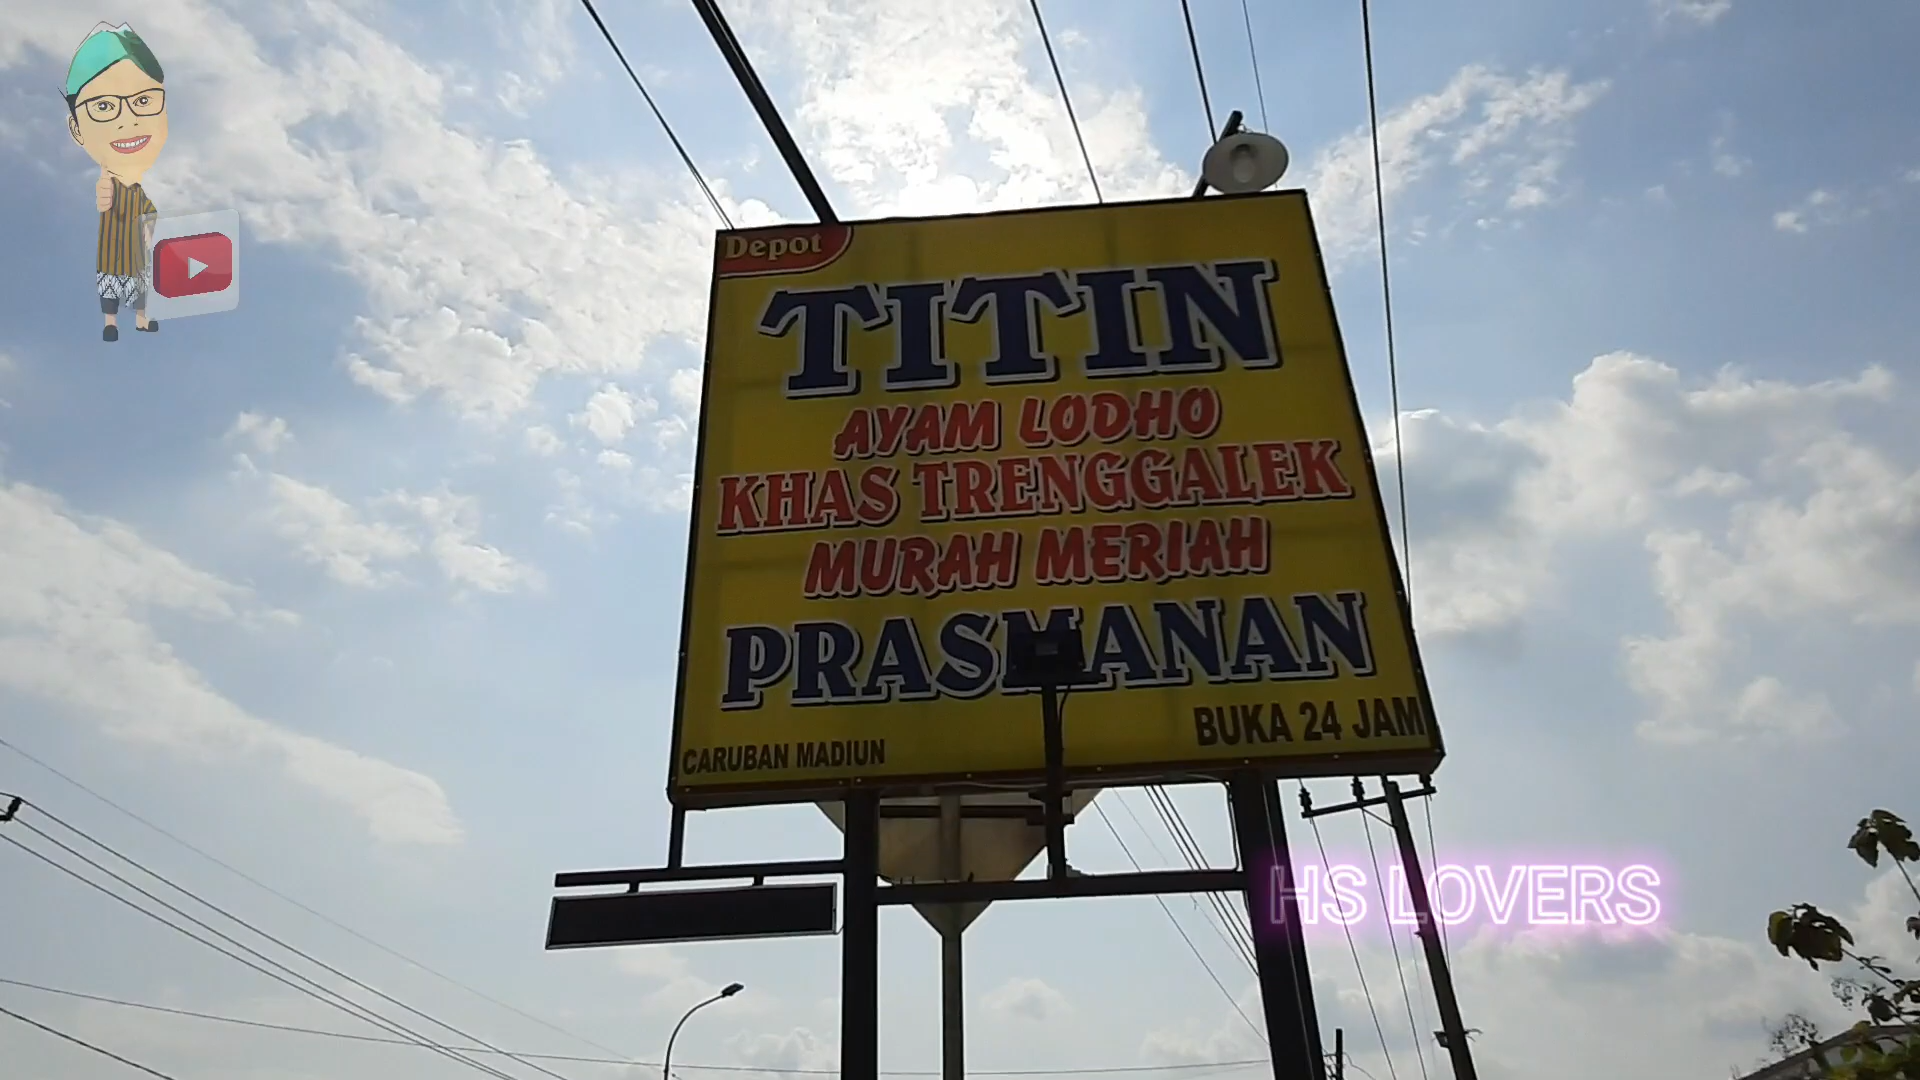 Depot
TITIN
AYAM LODHO
KHAS TRENGGALEK
MURAH MERIAH
PRASMANAN
BUKA 24 JAM
CARUBAN MADIUN
HS LOVERS